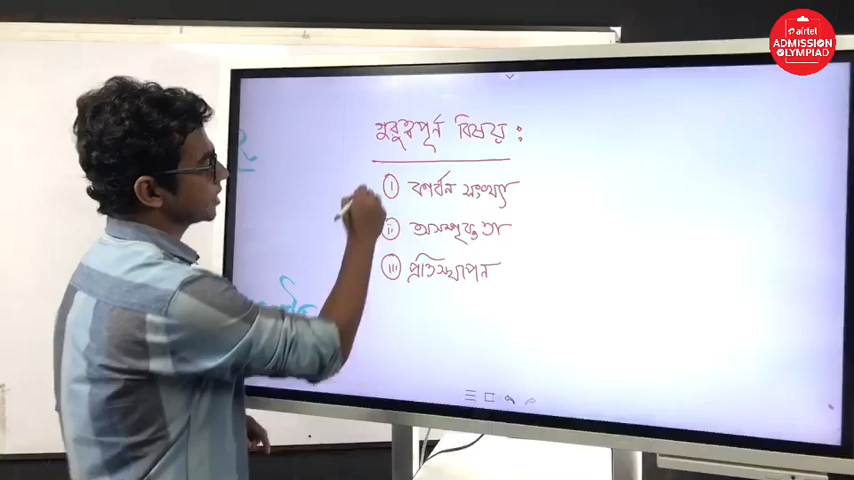 airtel
ADMISSION
OLYMPIAD
গুরুত্বপূর্ন বিষয় :
i কার্বন সংখ্যা
ii অসম্পৃক্ততা
iii প্রতিস্থাপন